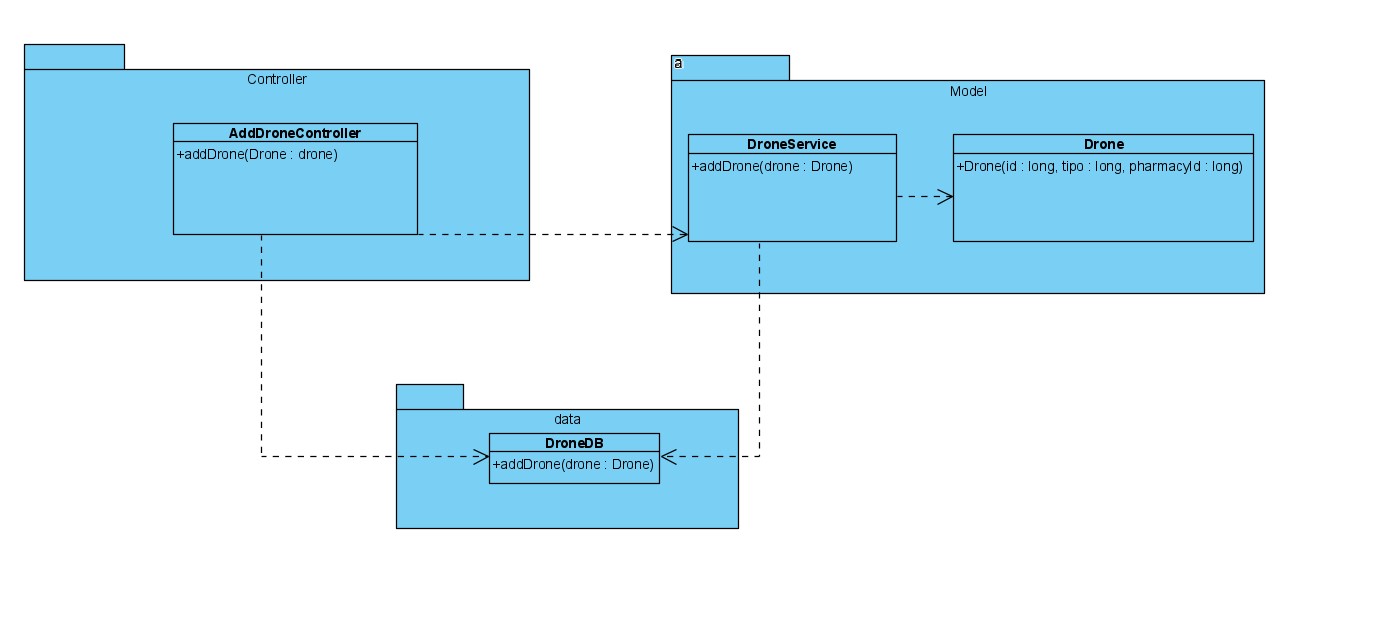 Controller
AddDroneController
+addDrone(Drone : drone)
a
Model
DroneService
+addDrone(drone : Drone)
Drone
+Drone(id : long, tipo : long, pharmacyId : long)
data
DroneDB
+addDrone(drone : Drone)